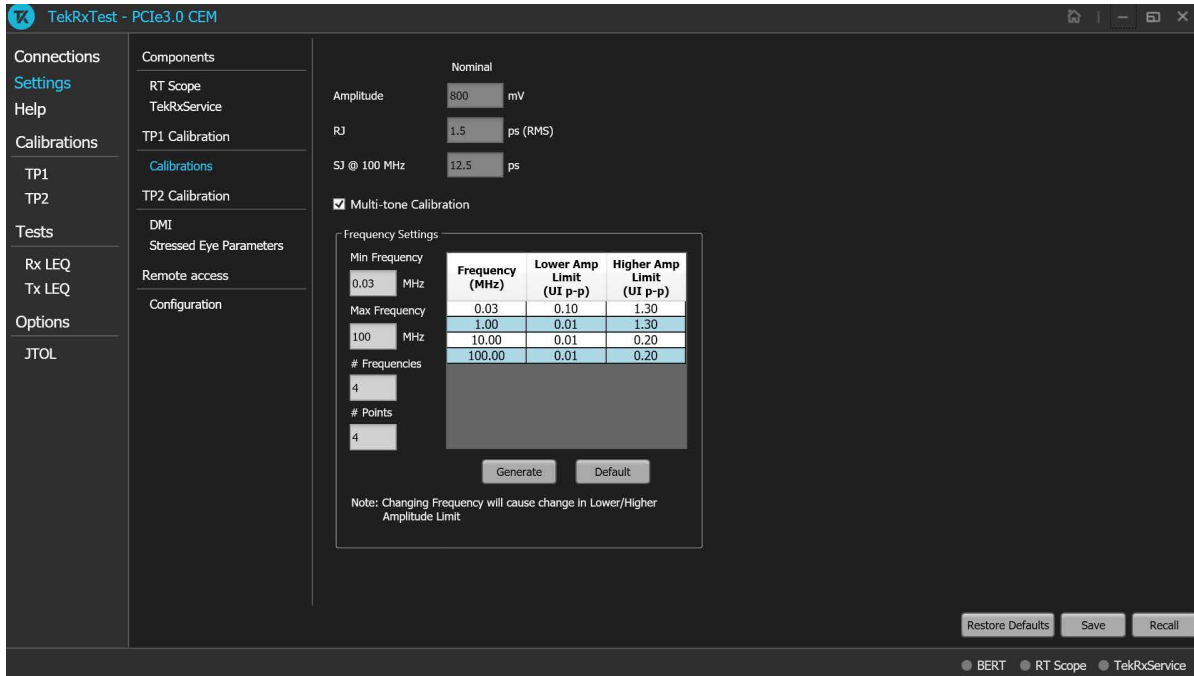 TekRxTest - PCIe3.0 CEM
Connections
Settings
Help
Calibrations
TP1
TP2
Tests
Rx LEQ
Tx LEQ
Options
JTOL
Components
RT Scope
TekRxService
TP1 Calibration
Calibrations
TP2 Calibration
DMI
Stressed Eye Parameters
Remote access
Configuration
Nominal
Amplitude 800 mV
RJ 1.5 ps (RMS)
SJ @ 100 MHz 12.5 ps
Multi-tone Calibration
Frequency Settings
Min Frequency
0.03 MHz
Max Frequency
100 MHz
# Frequencies
4
# Points
4
Frequency (MHz) Lower Amp Limit (UI p-p) Higher Amp Limit (UI p-p)
0.03 0.10 1.30
1.00 0.01 1.30
10.00 0.01 0.20
100.00 0.01 0.20
Generate Default
Note: Changing Frequency will cause change in Lower/Higher
Amplitude Limit
Restore Defaults Save Recall
BERT RT Scope TekRxService